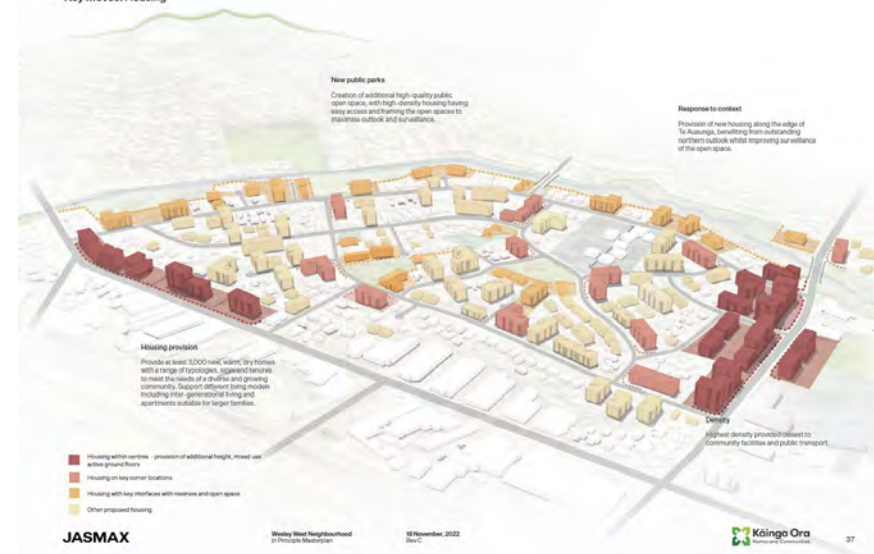 Key Moves: Housing
New public parks
Creation of additional high-quality public
open space, with high-density housing having
easy access and framing the open spaces to
maximise outlook and surveillance.
Response to context
Provision of new housing along the edge of
Te Auaunga, benefiting from outstanding
northern outlook whilst improving surveillance
of the open space.
Housing provision
Provide at least 3,000 new, warm, dry homes
with a range of typologies, sizes and tenures
to meet the needs of a diverse and growing
community. Support different living models
including inter-generational living and
apartments suitable for larger families.
Density
Highest density provided closest to
community facilities and public transport.
Housing within centres - provision of additional height, mixed use
active ground floors
Housing on key corner locations
Housing with key interfaces with reserves and open space
Other proposed housing
JASMAX
Wesley West Neighbourhood
In Principle Masterplan
18 November, 2022
Rev C
Kāinga Ora
Homes and Communities
37